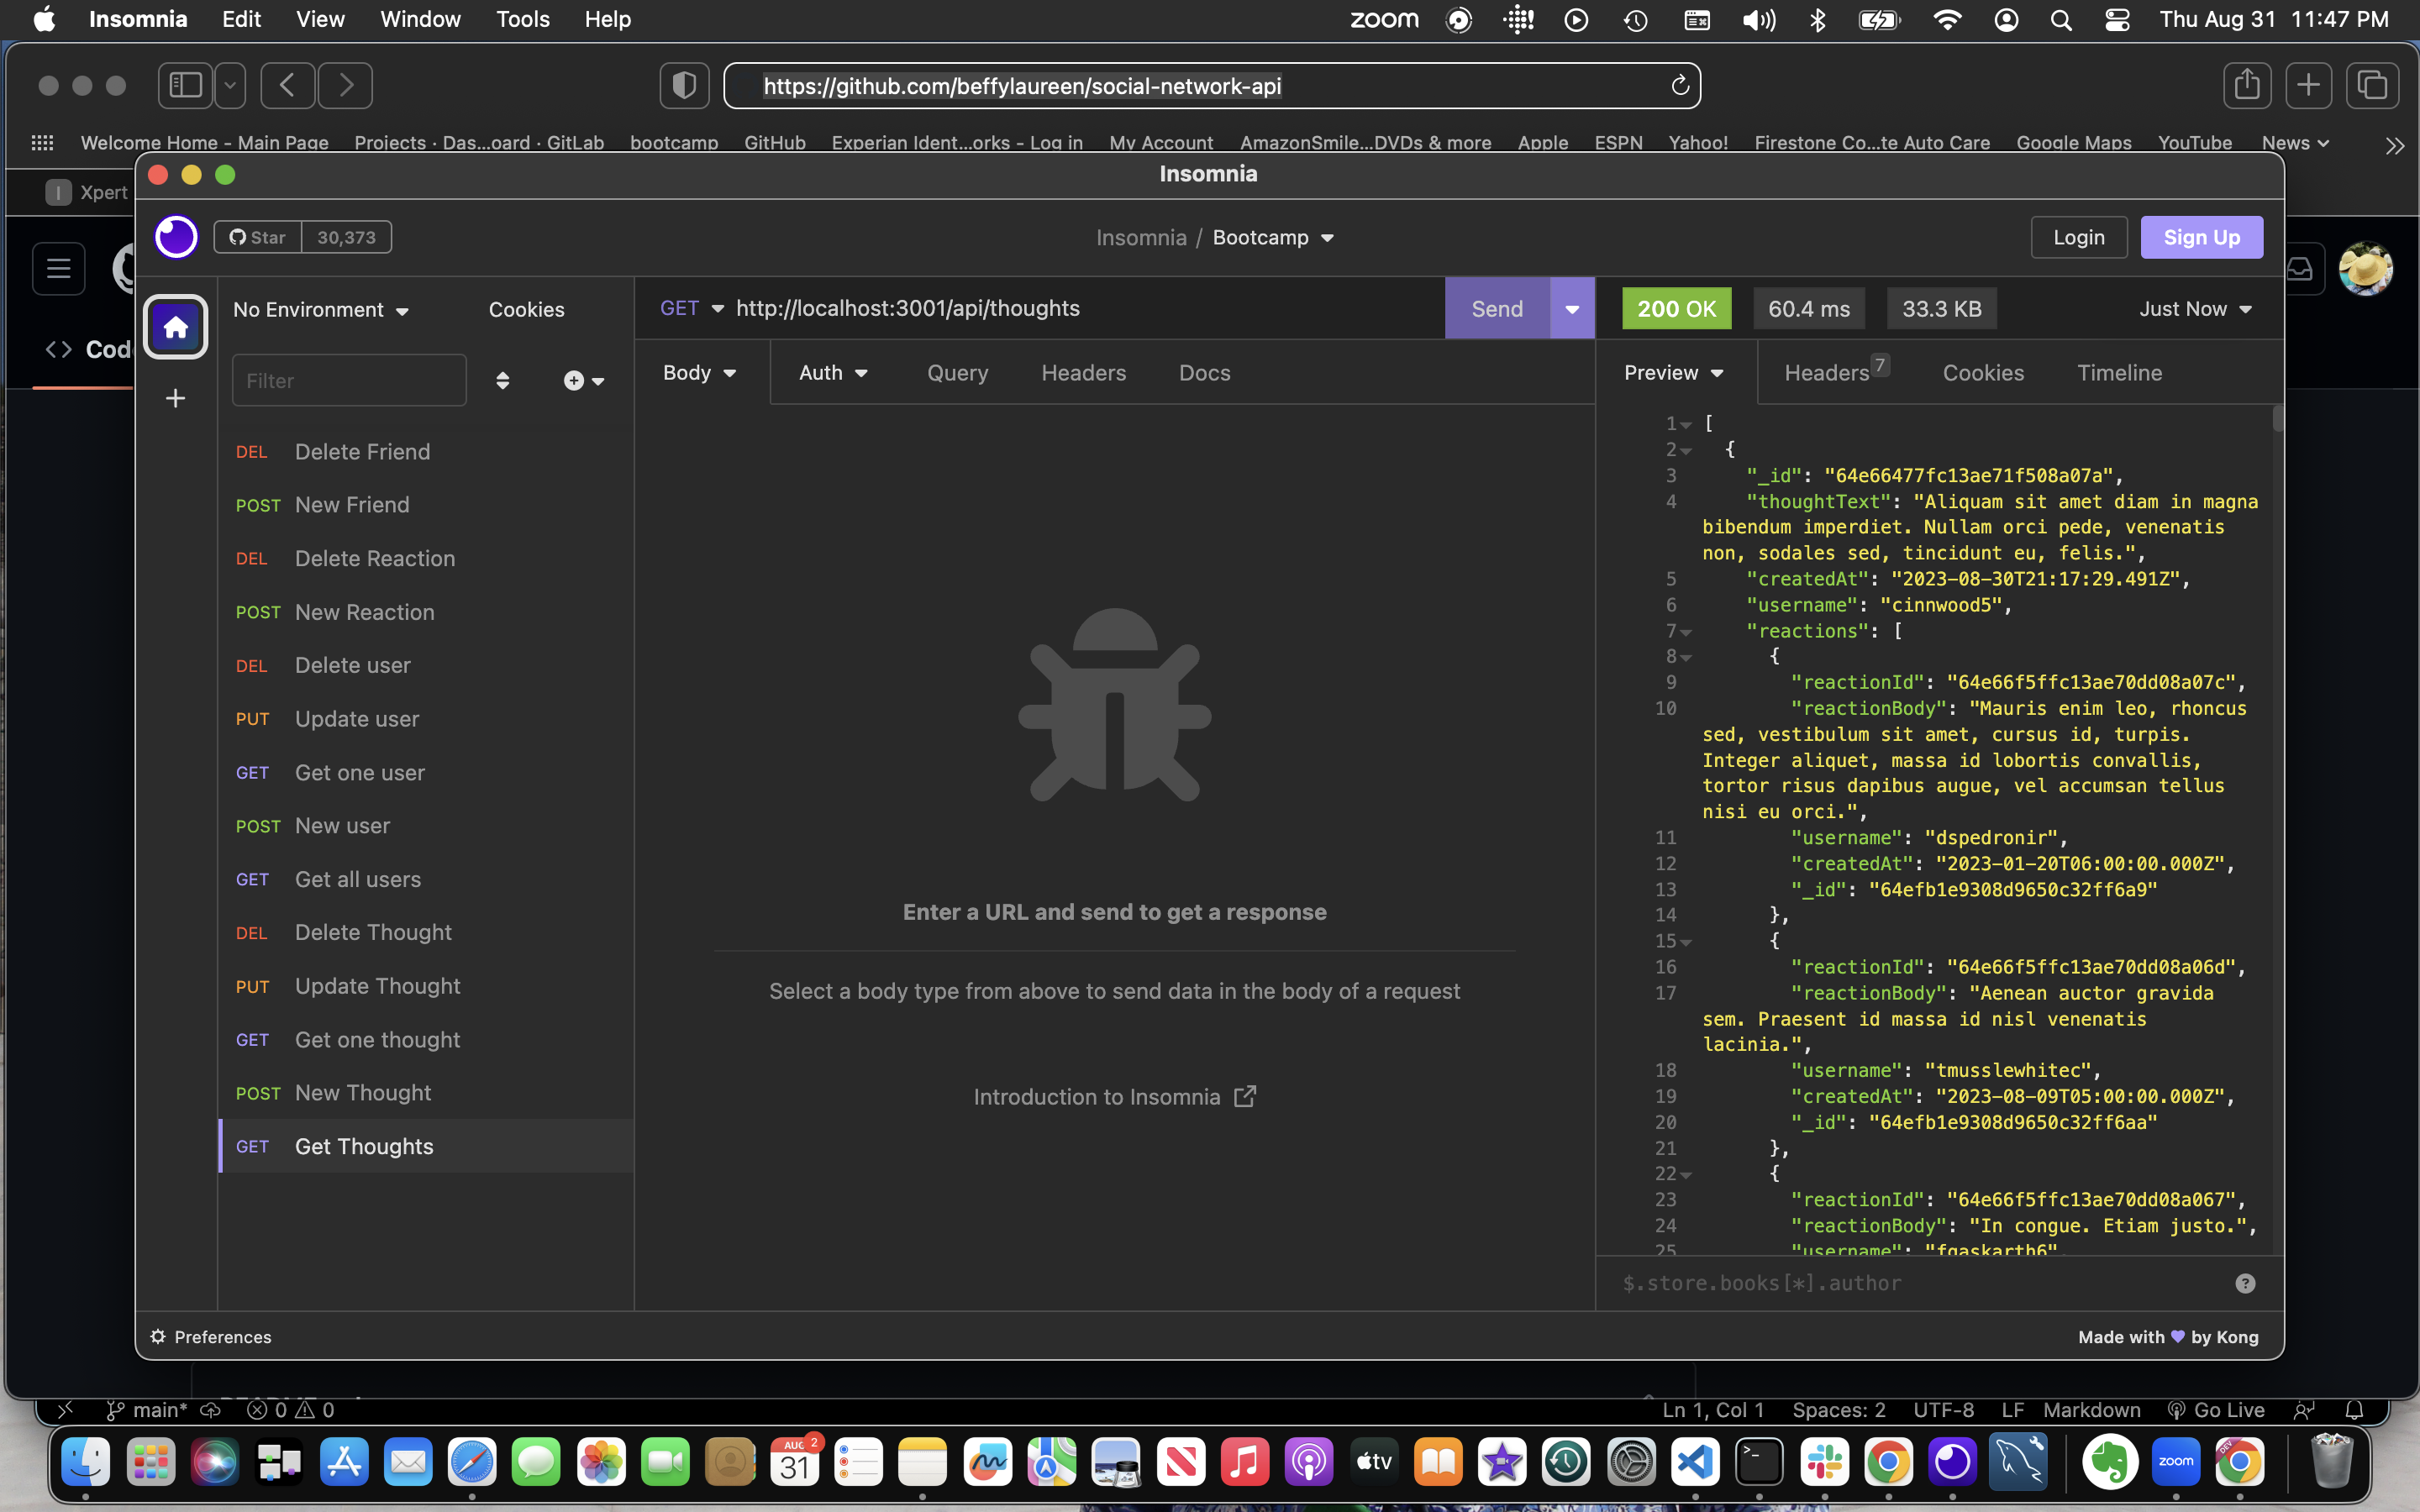 Insomnia Edit View Window Tools Help zoom Thu Aug 31 11:47 PM
https://github.com/beffylaureen/social-network-api
Welcome Home - Main Page Projects · Das...oard · GitLab bootcamp GitHub Experian Ident...orks - Log in My Account AmazonSmile...DVDs & more Apple ESPN Yahoo! Firestone Co...te Auto Care Google Maps YouTube News
Xpert
Insomnia
Star 30,373
Insomnia / Bootcamp
Login Sign Up
Code
No Environment Cookies
Filter
DEL Delete Friend
POST New Friend
DEL Delete Reaction
POST New Reaction
DEL Delete user
PUT Update user
GET Get one user
POST New user
GET Get all users
DEL Delete Thought
PUT Update Thought
GET Get one thought
POST New Thought
GET Get Thoughts
GET http://localhost:3001/api/thoughts Send
Body Auth Query Headers Docs
Enter a URL and send to get a response
Select a body type from above to send data in the body of a request
Introduction to Insomnia
200 OK 60.4 ms 33.3 KB Just Now
Preview Headers 7 Cookies Timeline
1 [
2 {
3 "_id": "64e66477fc13ae71f508a07a",
4 "thoughtText": "Aliquam sit amet diam in magna
bibendum imperdiet. Nullam orci pede, venenatis
non, sodales sed, tincidunt eu, felis.",
5 "createdAt": "2023-08-30T21:17:29.491Z",
6 "username": "cinnwood5",
7 "reactions": [
8 {
9 "reactionId": "64e66f5ffc13ae70dd08a07c",
10 "reactionBody": "Mauris enim leo, rhoncus
sed, vestibulum sit amet, cursus id, turpis.
Integer aliquet, massa id lobortis convallis,
tortor risus dapibus augue, vel accumsan tellus
nisi eu orci.",
11 "username": "dspedronir",
12 "createdAt": "2023-01-20T06:00:00.000Z",
13 "_id": "64efb1e9308d9650c32ff6a9"
14 },
15 {
16 "reactionId": "64e66f5ffc13ae70dd08a06d",
17 "reactionBody": "Aenean auctor gravida
sem. Praesent id massa id nisl venenatis
lacinia.",
18 "username": "tmusslewhitec",
19 "createdAt": "2023-08-09T05:00:00.000Z",
20 "_id": "64efb1e9308d9650c32ff6aa"
21 },
22 {
23 "reactionId": "64e66f5ffc13ae70dd08a067",
24 "reactionBody": "In congue. Etiam justo.",
25 "username": "fgaskarth6",
$.store.books[*].author
Preferences
Made with by Kong
main* 0 0 Ln 1, Col 1 Spaces: 2 UTF-8 LF Markdown Go Live
AUG 31 2 tv zoom DEV